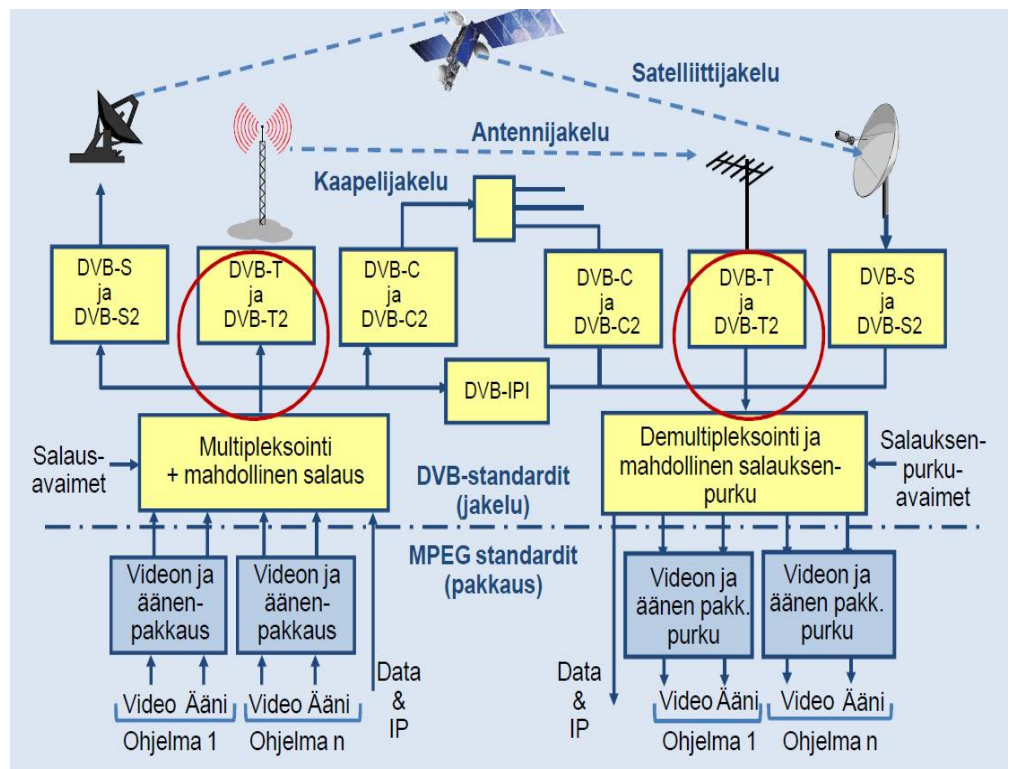 Satelliittijakelu
Antennijakelu
Kaapelijakelu
DVB-S
ja
DVB-S2
DVB-T
ja
DVB-T2
DVB-C
ja
DVB-C2
DVB-C
ja
DVB-C2
DVB-T
ja
DVB-T2
DVB-S
ja
DVB-S2
DVB-IPI
Salaus-
avaimet
Multipleksointi
+ mahdollinen salaus
DVB-standardit
(jakelu)
Demultipleksointi ja
mahdollinen salauksen-
purku
Salauksen-
purku-
avaimet
MPEG standardit
(pakkaus)
Videon ja
äänen-
pakkaus
Videon ja
äänen-
pakkaus
Data
&
IP
Video Ääni
Ohjelma 1
Video Ääni
Ohjelma n
Data
&
IP
Videon ja
äänen pakk.
purku
Videon ja
äänen pakk.
purku
Video Ääni
Ohjelma 1
Video Ääni
Ohjelma n